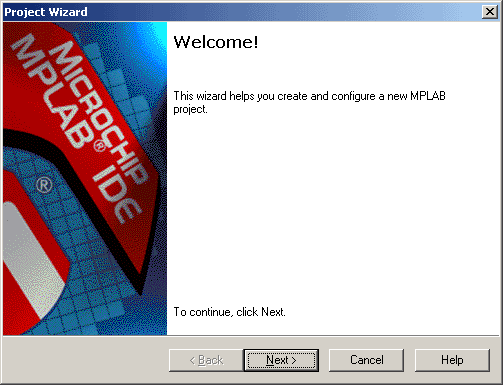 Project Wizard
Welcome!
MICROCHIP
MPLAB® IDE
®
This wizard helps you create and configure a new MPLAB
project.
To continue, click Next.
< Back
Next >
Cancel
Help